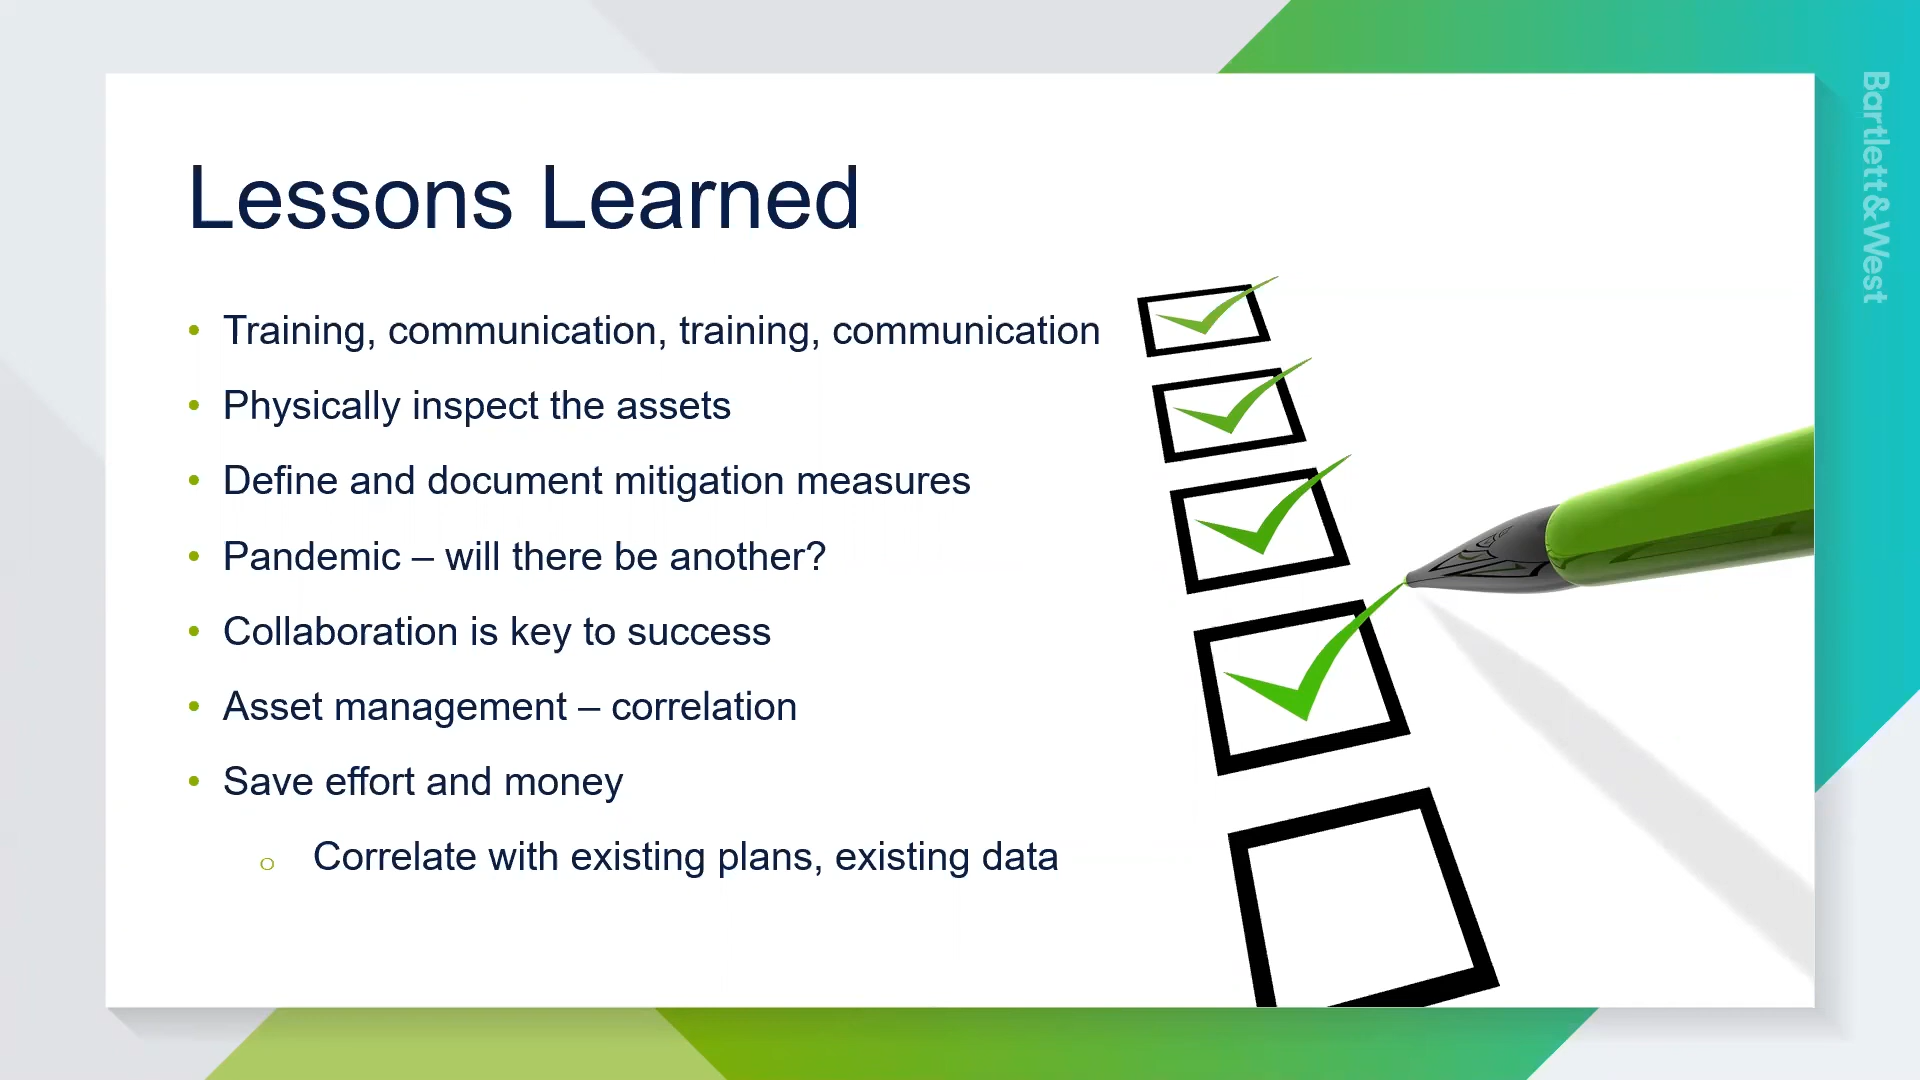 Lessons Learned
• Training, communication, training, communication
• Physically inspect the assets
• Define and document mitigation measures
• Pandemic – will there be another?
• Collaboration is key to success
• Asset management – correlation
• Save effort and money
o Correlate with existing plans, existing data
Bartlett&West